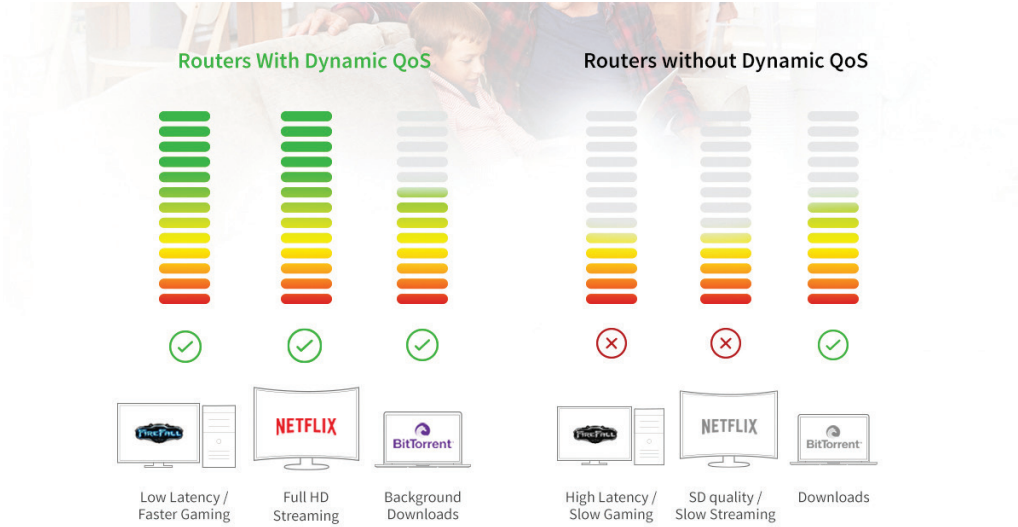 Routers With Dynamic QoS
Routers without Dynamic QoS
FIREFALL
NETFLIX
BitTorrent
FIREFALL
NETFLIX
BitTorrent
Low Latency /
Faster Gaming
Full HD
Streaming
Background
Downloads
High Latency /
Slow Gaming
SD quality /
Slow Streaming
Downloads